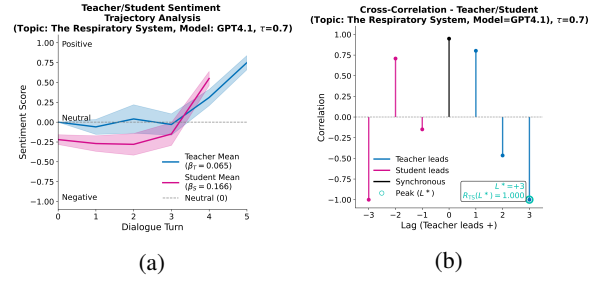 Teacher/Student Sentiment
Trajectory Analysis
(Topic: The Respiratory System, Model: GPT4.1, τ=0.7)
Sentiment Score
1.00
0.75
0.50
0.25
0.00
−0.25
−0.50
−0.75
−1.00
Positive
Neutral
Negative
Teacher Mean
(β_T = 0.065)
Student Mean
(β_S = 0.166)
Neutral (0)
0 1 2 3 4 5
Dialogue Turn
(a)
Cross-Correlation - Teacher/Student
(Topic: The Respiratory System, Model=GPT4.1), τ=0.7)
Correlation
1.00
0.75
0.50
0.25
0.00
−0.25
−0.50
−0.75
−1.00
Teacher leads
Student leads
Synchronous
Peak (L*)
L* = +3
R_TS(L*) = 1.000
−3 −2 −1 0 1 2 3
Lag (Teacher leads +)
(b)